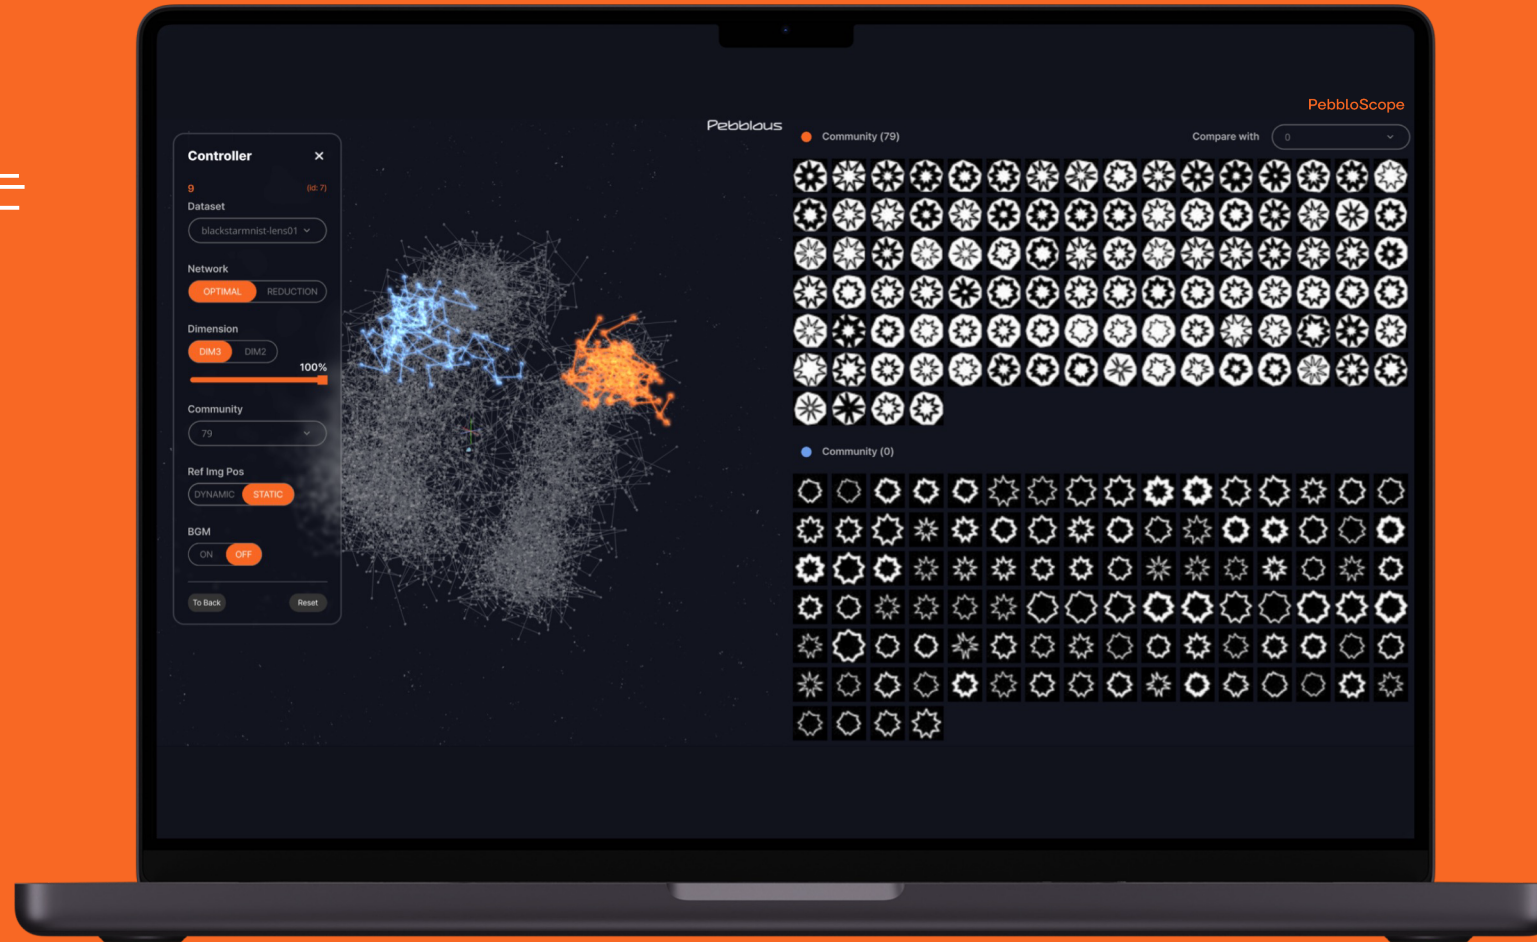 PebbloScope
Pebblous
Controller ✕
9 (id: 7)
Dataset
blackstarmnist-lens01
Network
OPTIMAL REDUCTION
Dimension
DIM3 DIM2
100%
Community
79
Ref Img Pos
DYNAMIC STATIC
BGM
ON OFF
To Back Reset
Community (79) Compare with 0
Community (0)